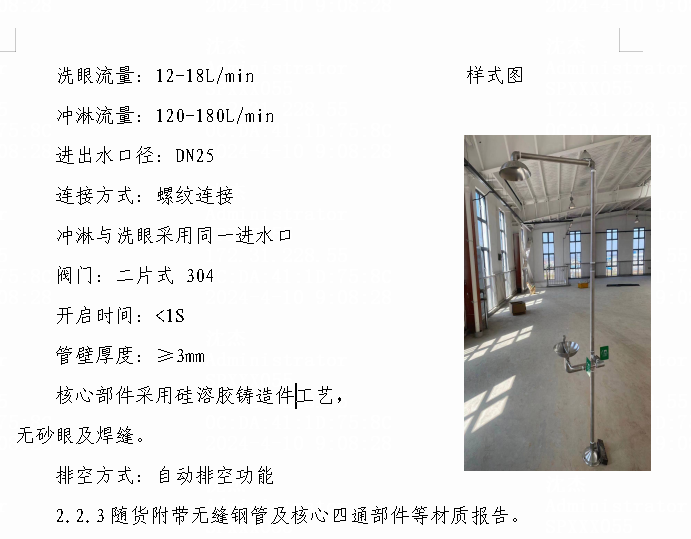 洗眼流量：12-18L/min
样式图
冲淋流量：120-180L/min
进出水口径：DN25
连接方式：螺纹连接
冲淋与洗眼采用同一进水口
阀门：二片式 304
开启时间：<1S
管壁厚度：≥3mm
核心部件采用硅溶胶铸造件工艺，
无砂眼及焊缝。
排空方式：自动排空功能
2.2.3随货附带无缝钢管及核心四通部件等材质报告。